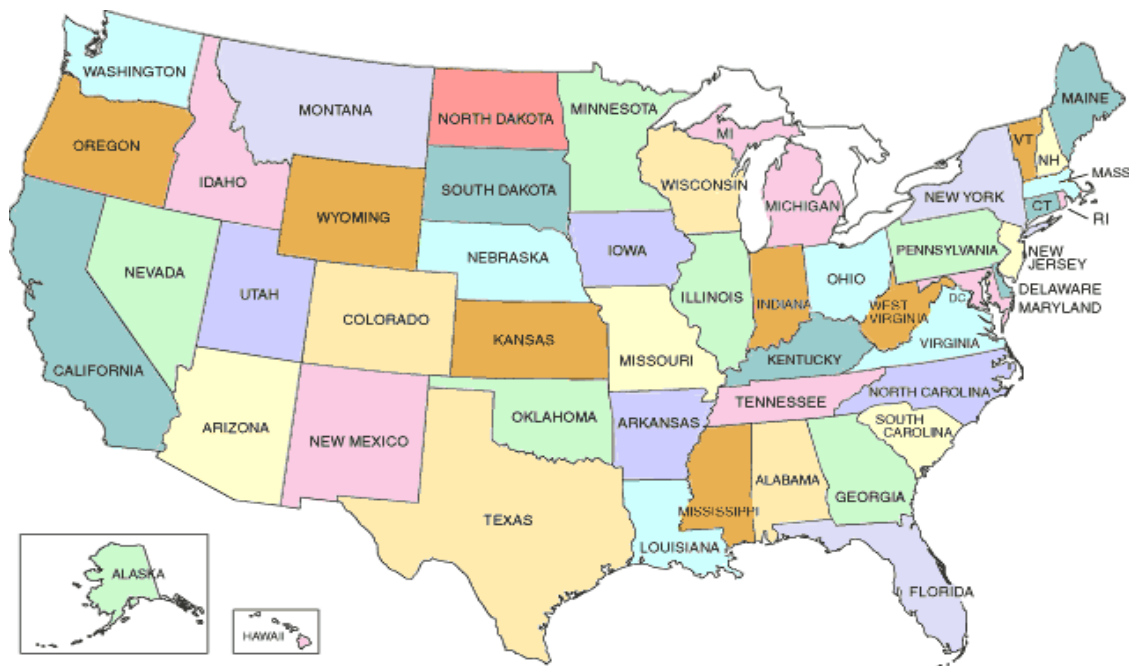 WASHINGTON
MONTANA
NORTH DAKOTA
MINNESOTA
MAINE
OREGON
IDAHO
WYOMING
SOUTH DAKOTA
WISCONSIN
MI
MICHIGAN
VT
NH
MASS
NEW YORK
CT
RI
NEVADA
UTAH
COLORADO
NEBRASKA
IOWA
ILLINOIS
INDIANA
OHIO
PENNSYLVANIA
NEW
JERSEY
DELAWARE
MARYLAND
DC
WEST
VIRGINIA
VIRGINIA
CALIFORNIA
KANSAS
MISSOURI
KENTUCKY
ARIZONA
NEW MEXICO
OKLAHOMA
ARKANSAS
TENNESSEE
NORTH CAROLINA
SOUTH
CAROLINA
TEXAS
LOUISIANA
MISSISSIPPI
ALABAMA
GEORGIA
FLORIDA
ALASKA
HAWAII